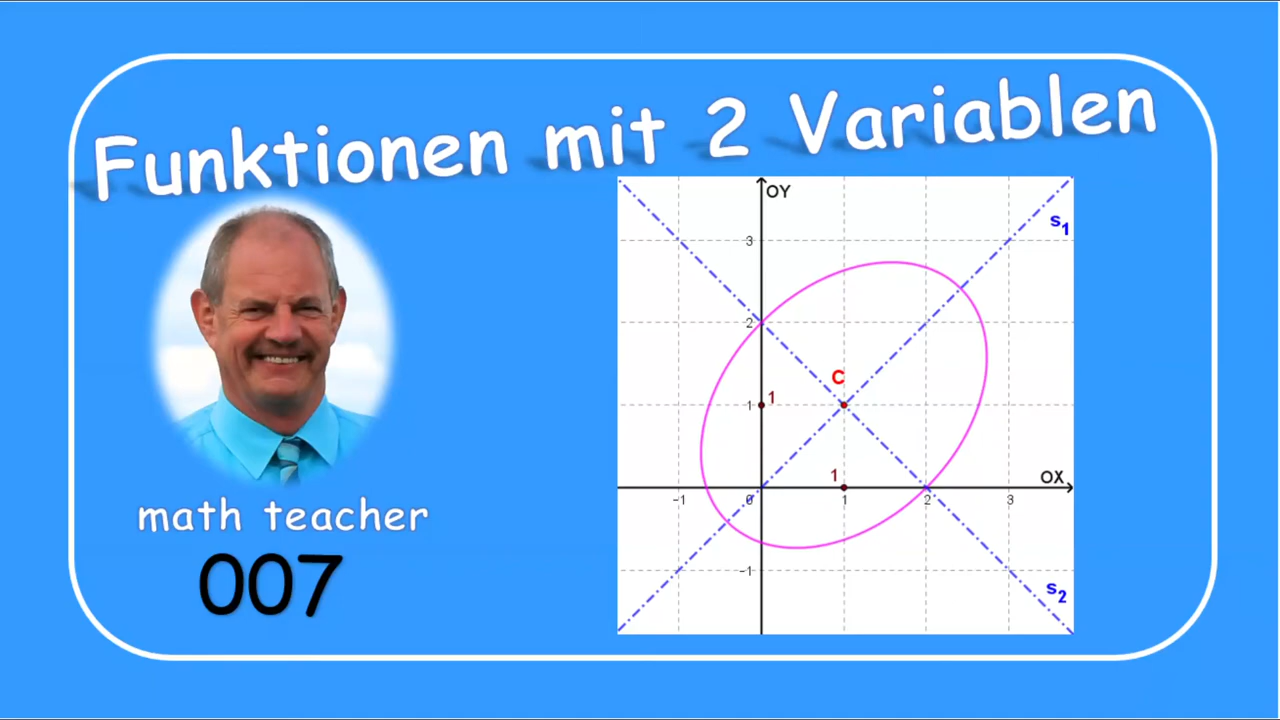 Funktionen mit 2 Variablen
OY
s1
3
2
C
1
1
1
OX
-1
0
1
2
3
-1
s2
math teacher
007